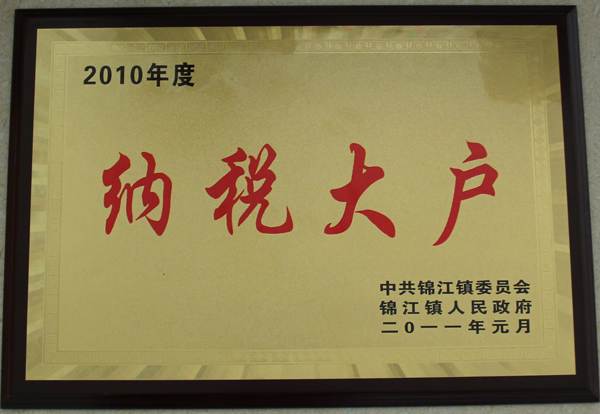 2010年度
纳税大户
中共锦江镇委员会
锦江镇人民政府
二0一一年元月